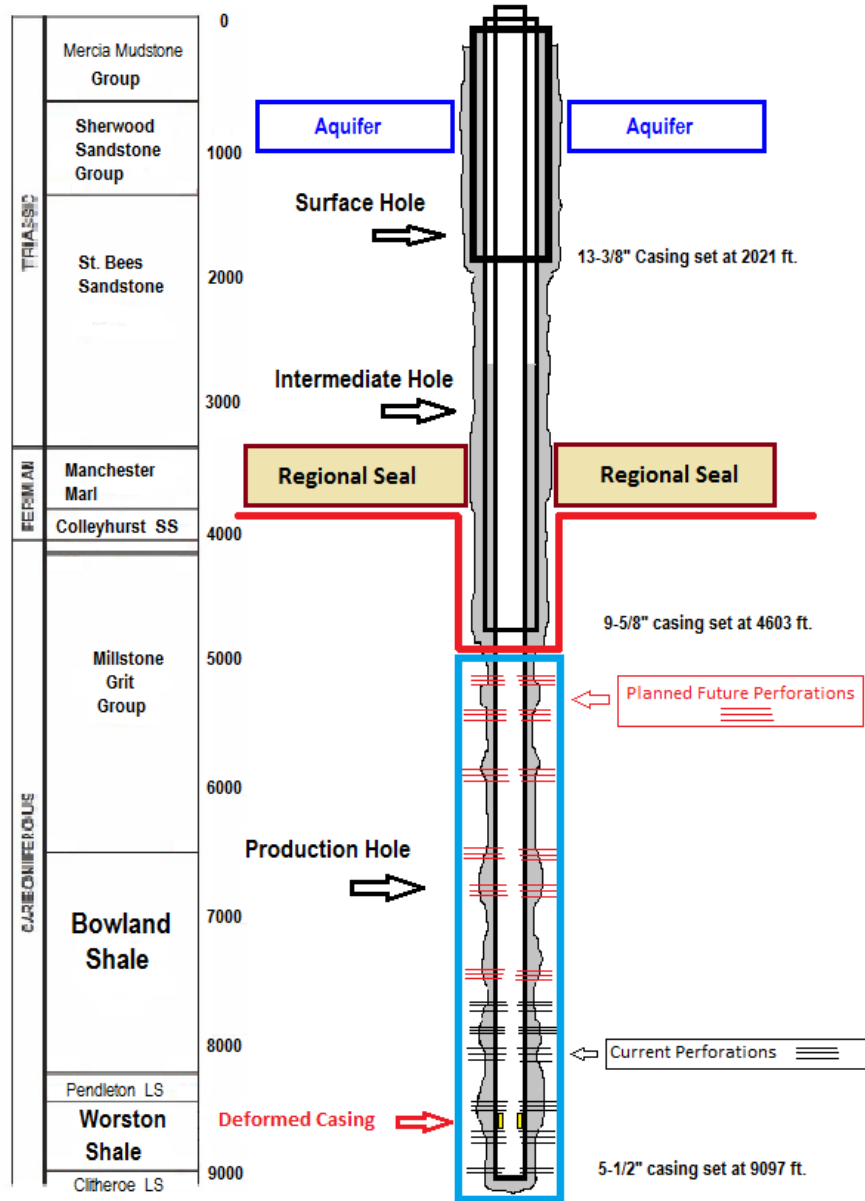 0
Mercia Mudstone
Group
Sherwood
Sandstone
Group
Aquifer
Aquifer
1000
TRIASSIC
Surface Hole
13-3/8" Casing set at 2021 ft.
St. Bees
Sandstone
2000
Intermediate Hole
3000
Manchester
Marl
Regional Seal
Regional Seal
Colleyhurst SS
4000
9-5/8" casing set at 4603 ft.
Millstone
Grit
Group
5000
Planned Future Perforations
6000
Production Hole
Bowland
Shale
7000
8000
Current Perforations
Pendleton LS
Worston
Shale
Deformed Casing
9000
5-1/2" casing set at 9097 ft.
Clitheroe LS